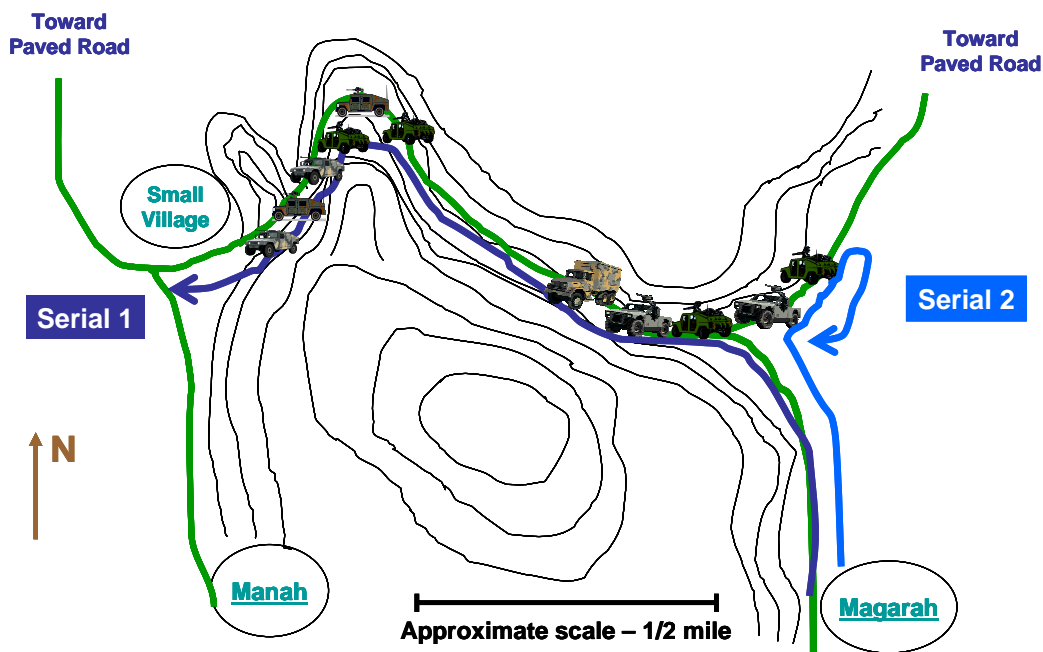 Toward
Paved Road
Toward
Paved Road
Small
Village
Serial 1
Serial 2
N
Manah
Magarah
Approximate scale – 1/2 mile